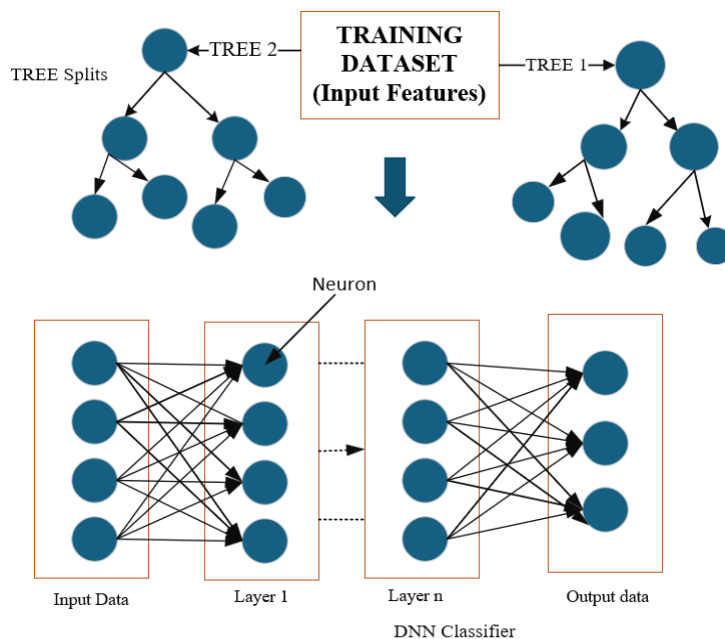 TREE 2
TRAINING
DATASET
(Input Features)
TREE 1
TREE Splits
Neuron
Input Data
Layer 1
Layer n
Output data
DNN Classifier